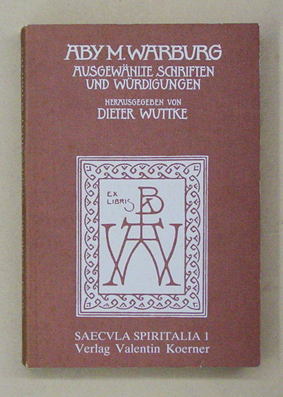 ABY M. WARBURG
AUSGEWÄHLTE SCHRIFTEN
UND WÜRDIGUNGEN
HERAUSGEGEBEN VON
DIETER WUTTKE
EX
LIBRIS
SAECVLA SPIRITALIA 1
Verlag Valentin Koerner